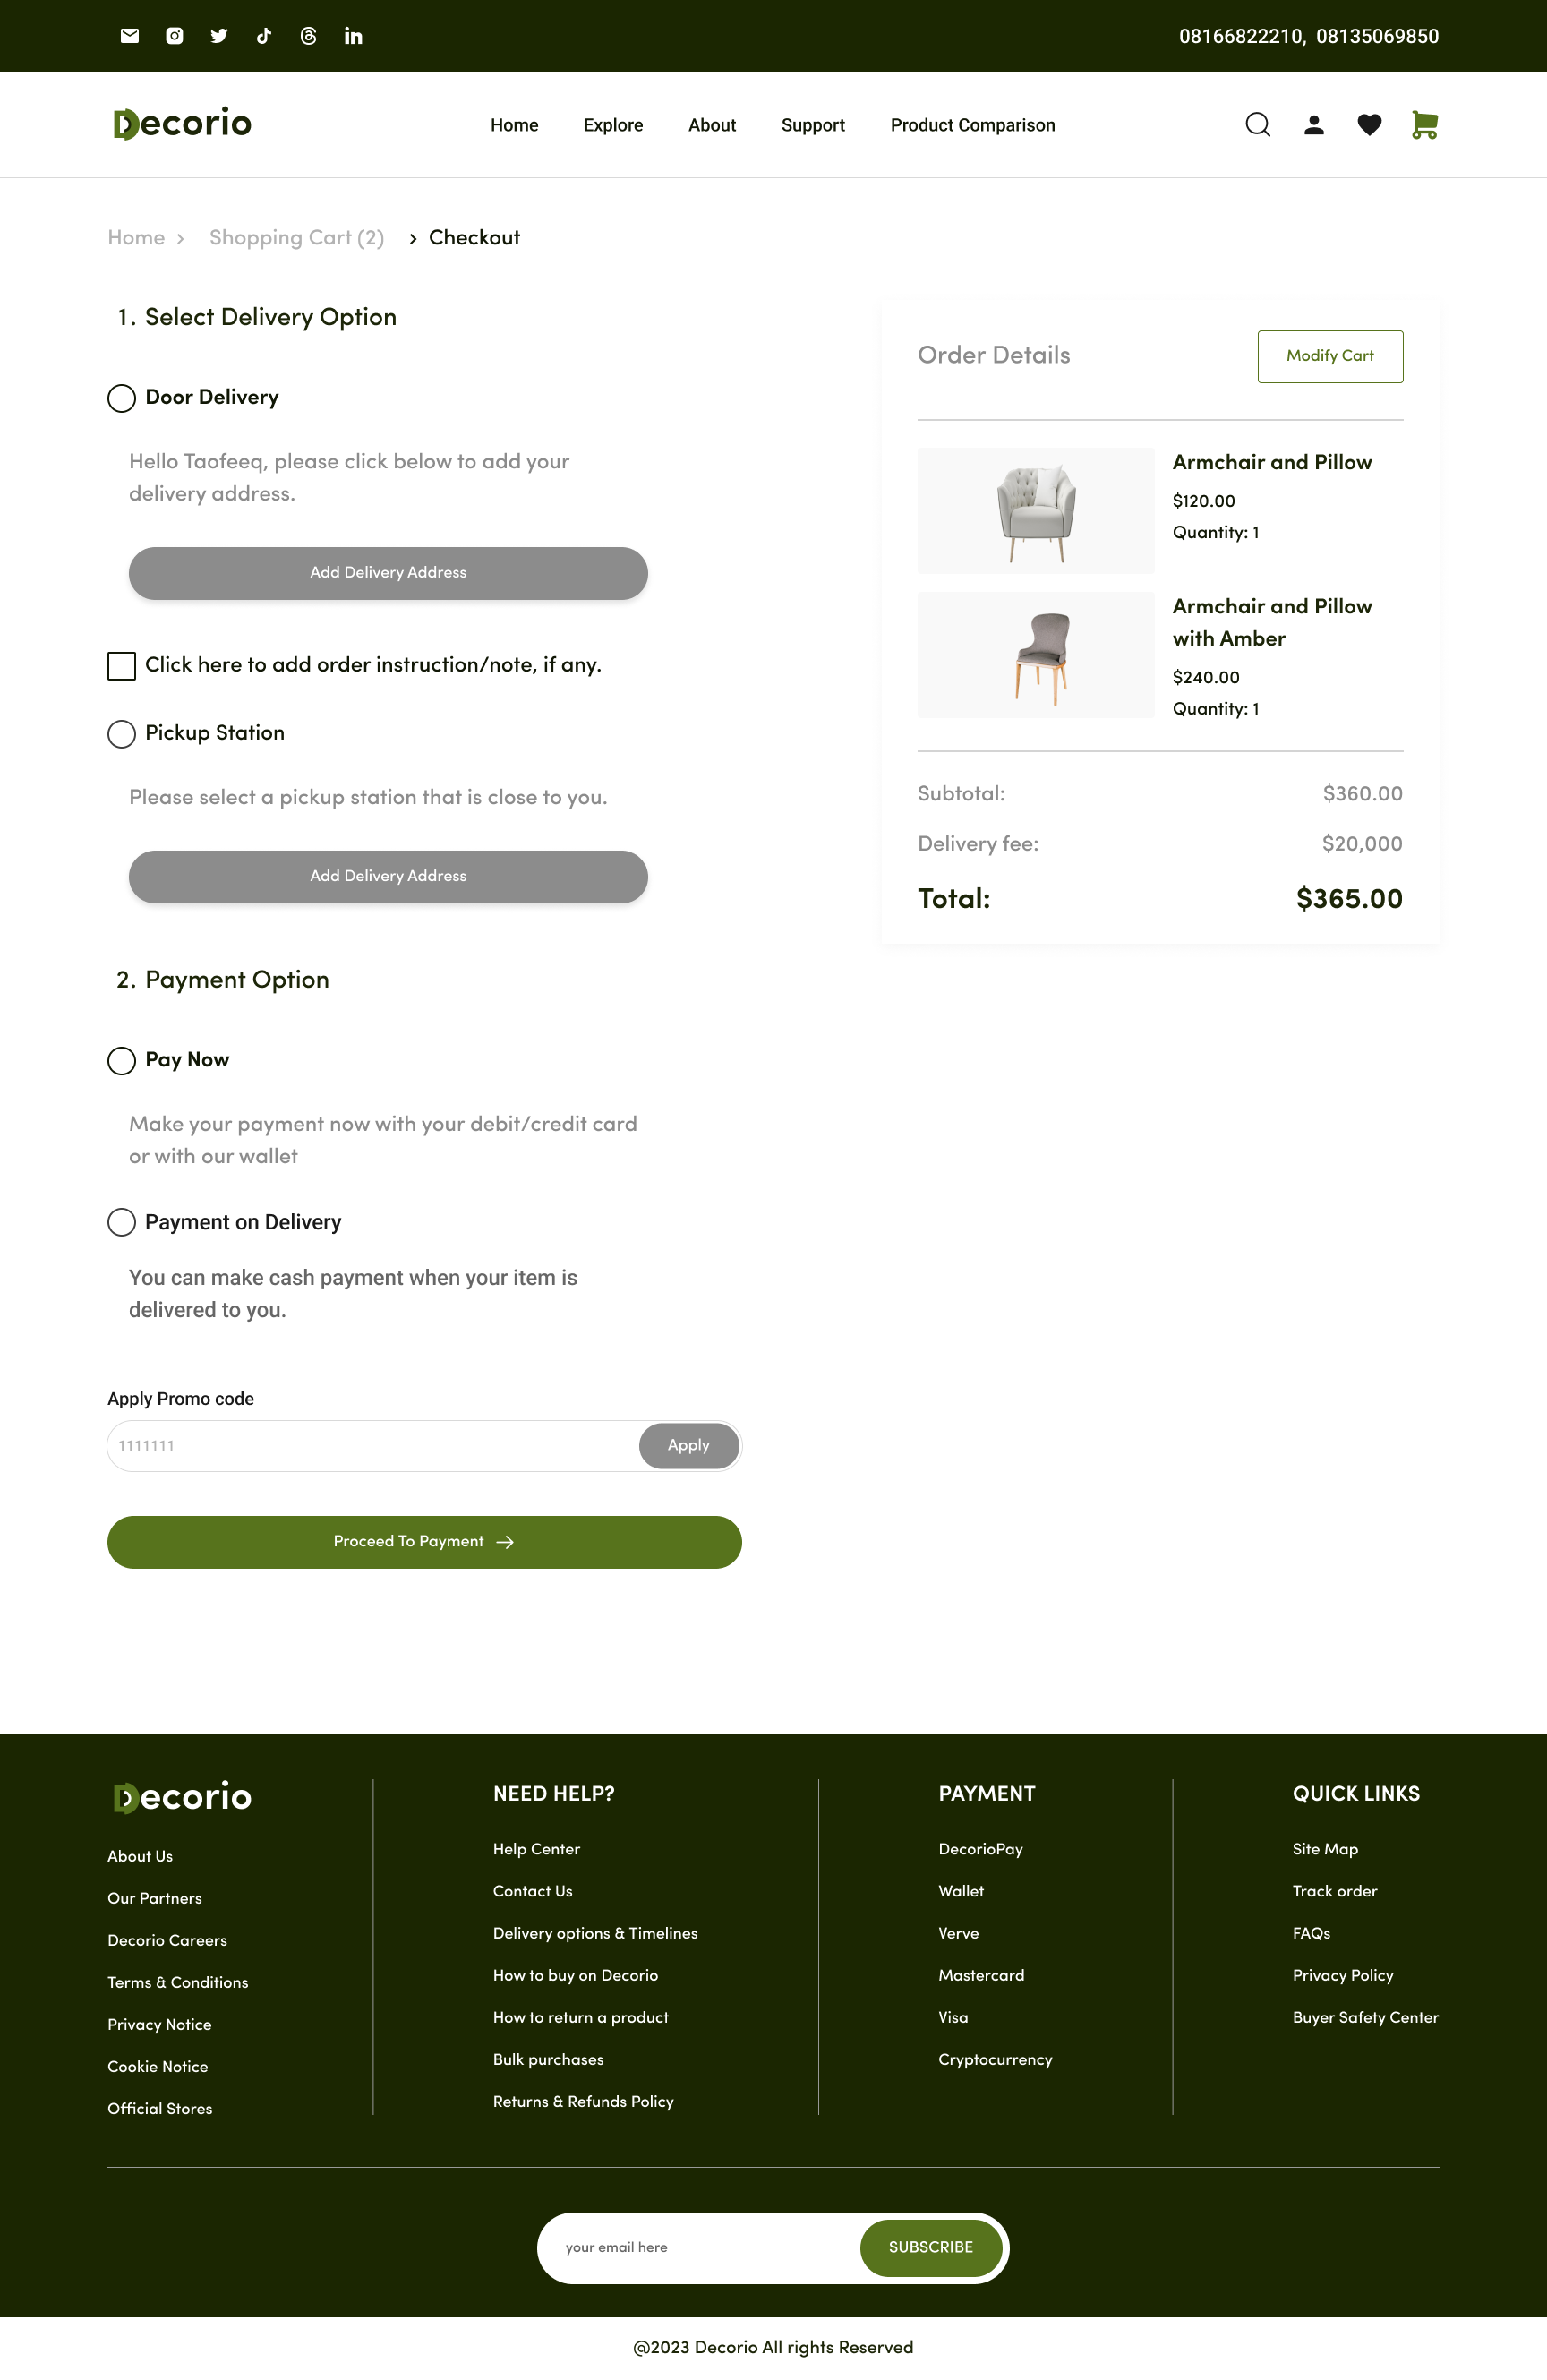 08166822210, 08135069850
Decorio
Home
Explore
About
Support
Product Comparison
Home > Shopping Cart (2) > Checkout
1. Select Delivery Option
Door Delivery
Hello Taofeeq, please click below to add your
delivery address.
Add Delivery Address
Click here to add order instruction/note, if any.
Pickup Station
Please select a pickup station that is close to you.
Add Delivery Address
2. Payment Option
Pay Now
Make your payment now with your debit/credit card
or with our wallet
Payment on Delivery
You can make cash payment when your item is
delivered to you.
Apply Promo code
1111111
Apply
Proceed To Payment
Order Details
Modify Cart
Armchair and Pillow
$120.00
Quantity: 1
Armchair and Pillow
with Amber
$240.00
Quantity: 1
Subtotal: $360.00
Delivery fee: $20,000
Total: $365.00
Decorio
About Us
Our Partners
Decorio Careers
Terms & Conditions
Privacy Notice
Cookie Notice
Official Stores
NEED HELP?
Help Center
Contact Us
Delivery options & Timelines
How to buy on Decorio
How to return a product
Bulk purchases
Returns & Refunds Policy
PAYMENT
DecorioPay
Wallet
Verve
Mastercard
Visa
Cryptocurrency
QUICK LINKS
Site Map
Track order
FAQs
Privacy Policy
Buyer Safety Center
your email here
SUBSCRIBE
@2023 Decorio All rights Reserved